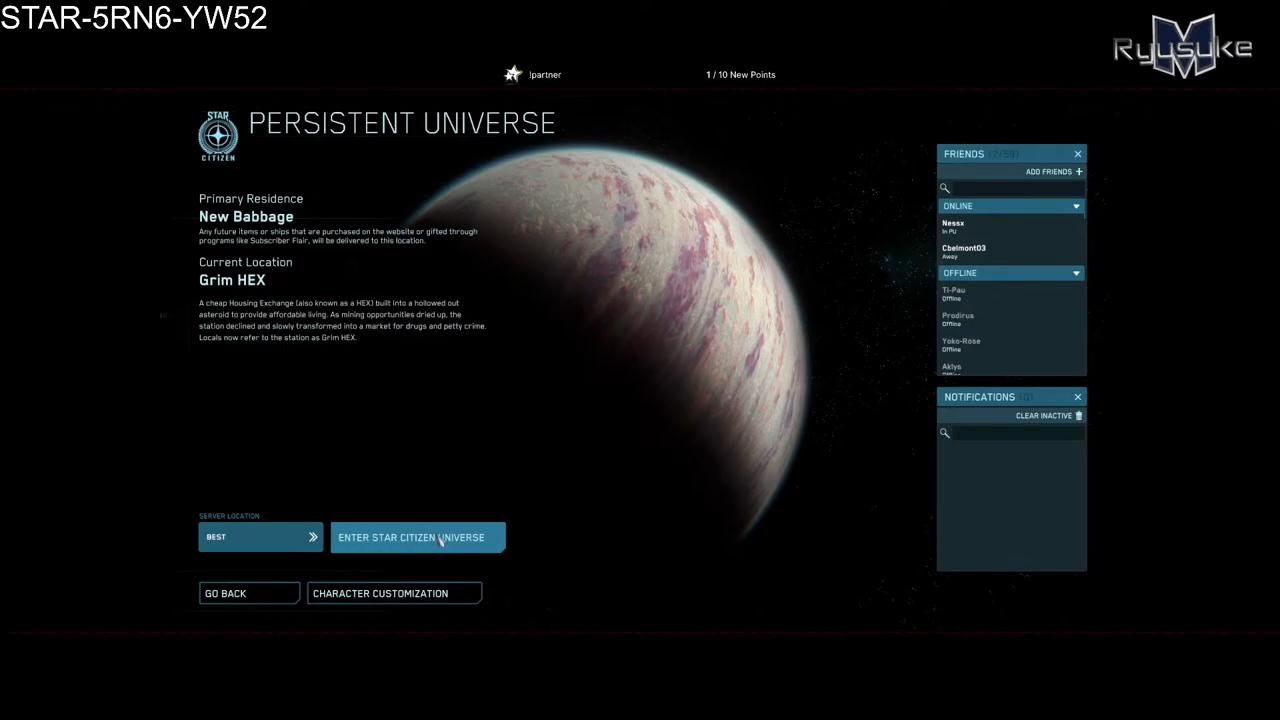 STAR-5RN6-YW52
Ryusuke
!partner
1 / 10 New Points
STAR
CITIZEN
PERSISTENT UNIVERSE
Primary Residence
New Babbage
Any future items or ships that are purchased on the website or gifted through
programs like Subscriber Flair, will be delivered to this location.
Current Location
Grim HEX
A cheap Housing Exchange (also known as a HEX) built into a hollowed out
asteroid to provide affordable living. As mining opportunities dried up, the
station declined and slowly transformed into a market for drugs and petty crime.
Locals now refer to the station as Grim HEX.
SERVER LOCATION
BEST
ENTER STAR CITIZEN UNIVERSE
GO BACK
CHARACTER CUSTOMIZATION
FRIENDS (2/59)
ADD FRIENDS +
ONLINE
Nessx
In PU
Cbelmont03
Away
OFFLINE
Ti-Pau
Offline
Prodirus
Offline
Yoko-Rose
Offline
Aklys
NOTIFICATIONS (0)
CLEAR INACTIVE